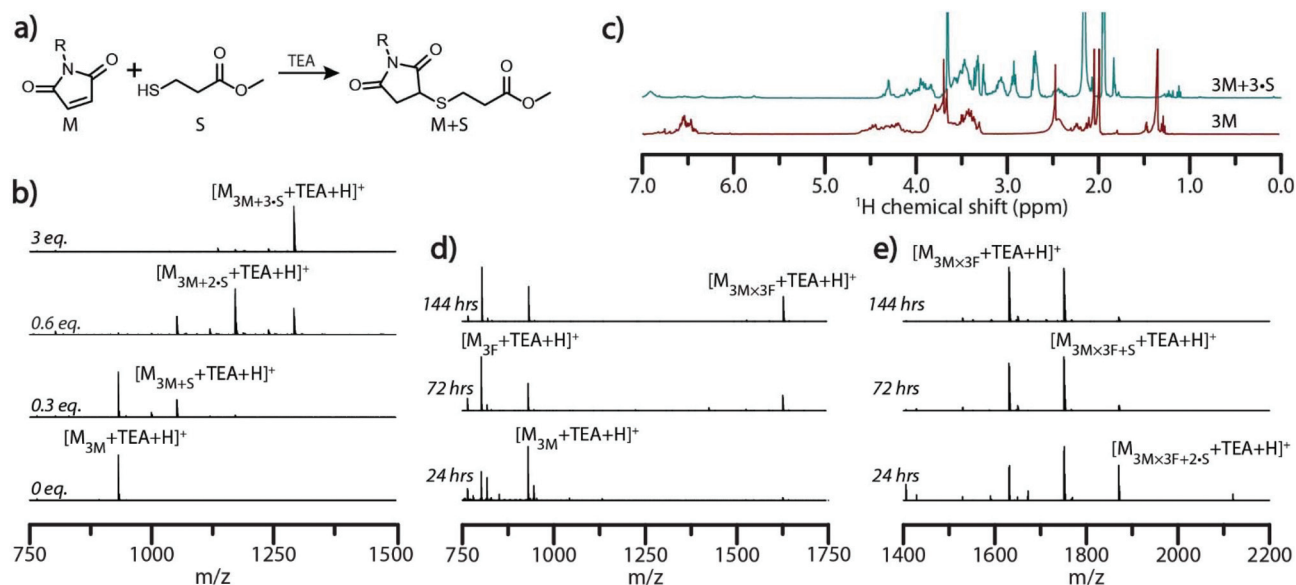 a)
R
O
N
O
M
+
HS
O
O
S
TEA
R
O
N
O
S
O
O
M+S
b)
[M3M+3•S+TEA+H]+
3 eq.
[M3M+2•S+TEA+H]+
0.6 eq.
[M3M+S+TEA+H]+
0.3 eq.
[M3M+TEA+H]+
0 eq.
750 1000 1250 1500
m/z
c)
3M+3•S
3M
7.0 6.0 5.0 4.0 3.0 2.0 1.0 0.0
1H chemical shift (ppm)
d)
[M3M×3F+TEA+H]+
144 hrs
[M3F+TEA+H]+
72 hrs
[M3M+TEA+H]+
24 hrs
750 1000 1250 1500 1750
m/z
e)
[M3M×3F+TEA+H]+
144 hrs
[M3M×3F+S+TEA+H]+
72 hrs
[M3M×3F+2•S+TEA+H]+
24 hrs
1400 1600 1800 2000 2200
m/z